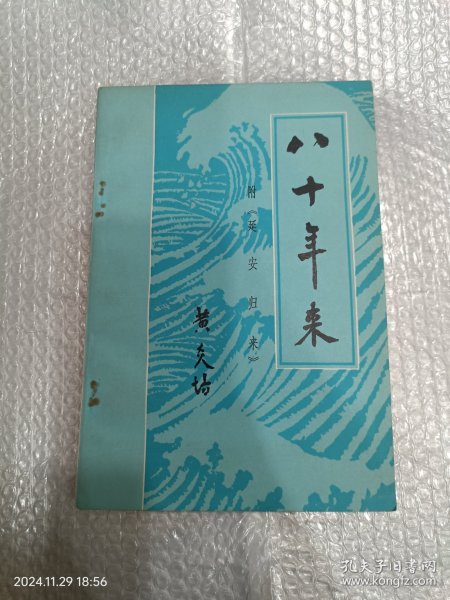 八十年来
附《延安归来》
黄炎培
2024.11.29 18:56
孔夫子旧书网
www.kongfz.com